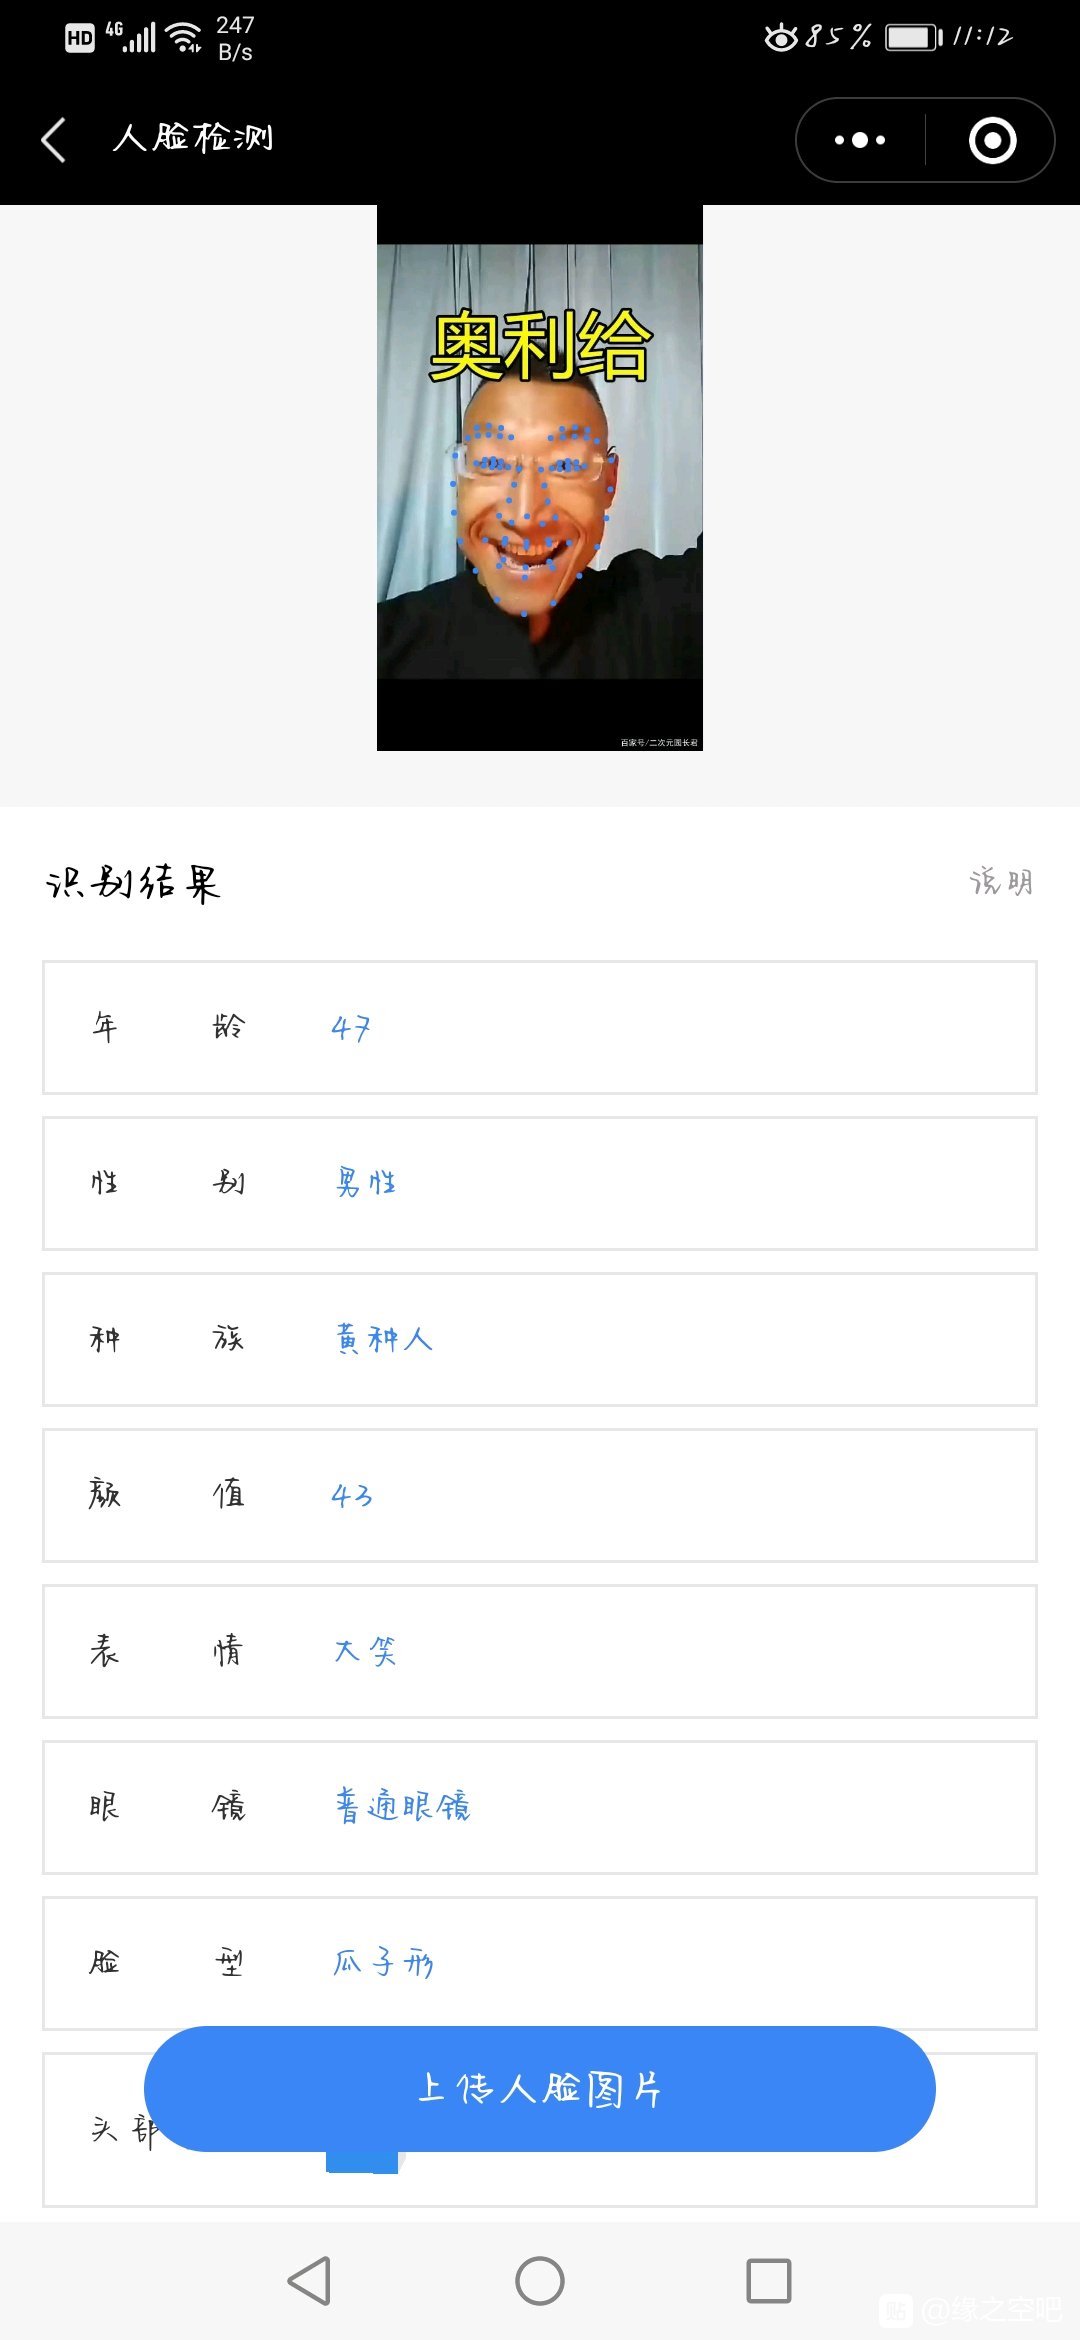 HD 4G 247 B/s 85% 11:12
人脸检测
奥利给
百家号/二次元团长君
识别结果 说明
年龄 47
性别 男性
种族 黄种人
颜值 43
表情 大笑
眼镜 普通眼镜
脸型 瓜子形
上传人脸图片
头部
贴 @缘之空吧